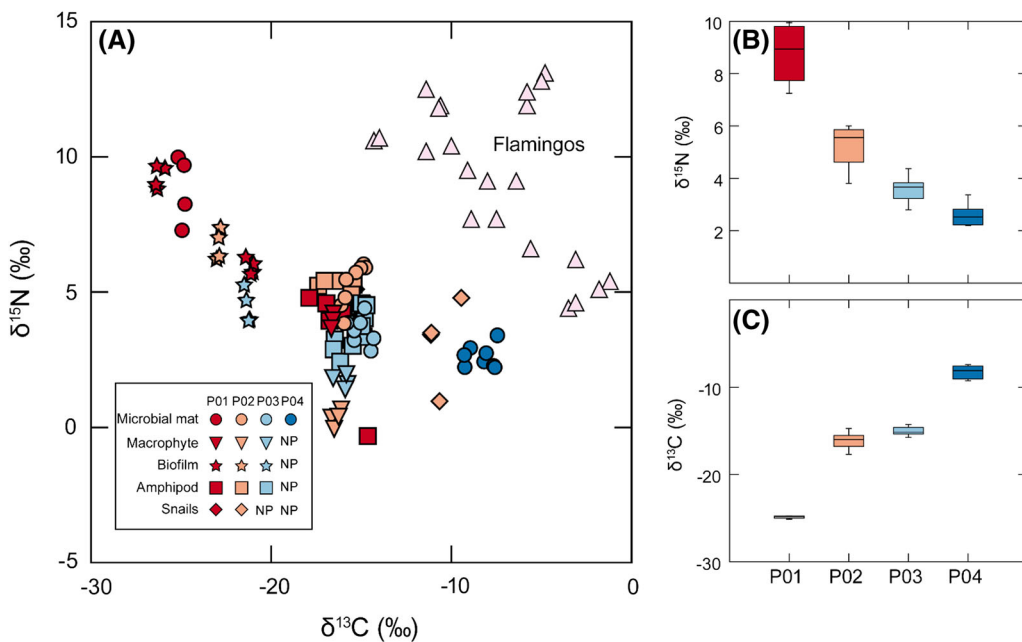 (A)
15
10
5
0
-5
δ15N (‰)
-30
-20
-10
0
δ13C (‰)
Flamingos
P01 P02 P03 P04
Microbial mat
Macrophyte NP
Biofilm NP
Amphipod NP
Snails NP NP
(B)
10
8
6
4
2
δ15N (‰)
(C)
-10
-20
-30
δ13C (‰)
P01 P02 P03 P04